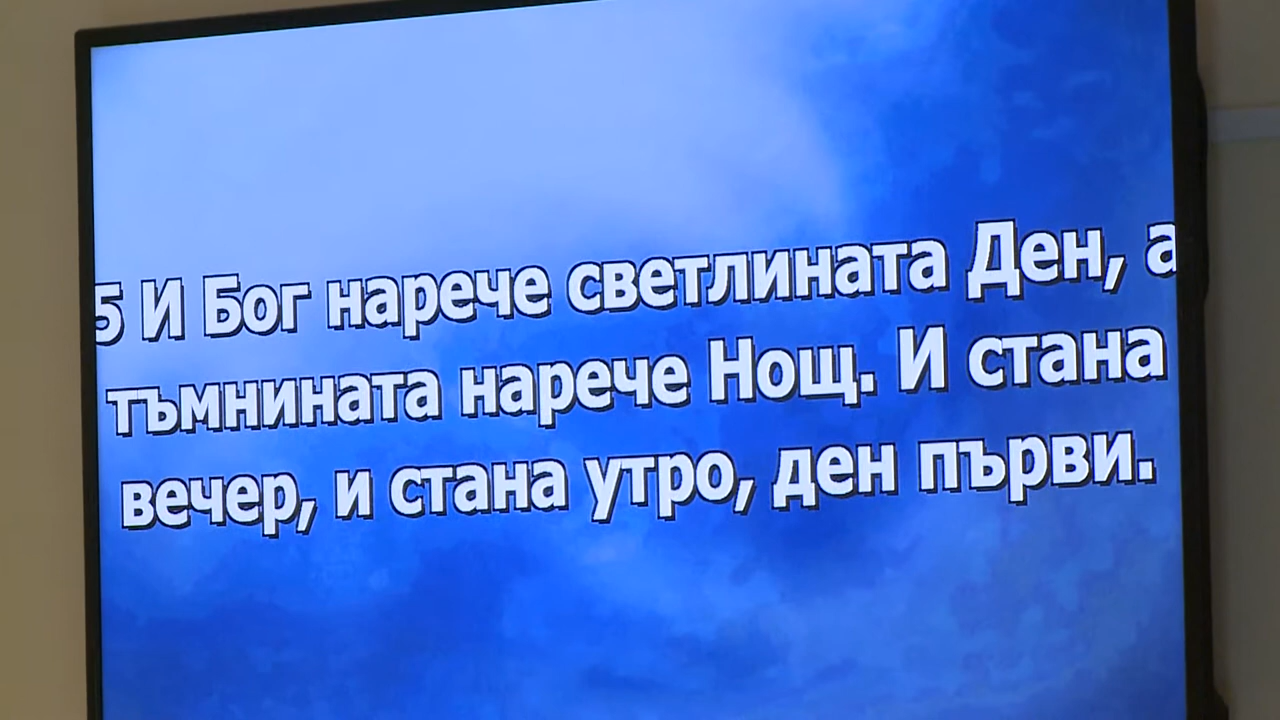 5 И Бог нарече светлината Ден, а
тъмнината нарече Нощ. И стана
вечер, и стана утро, ден първи.